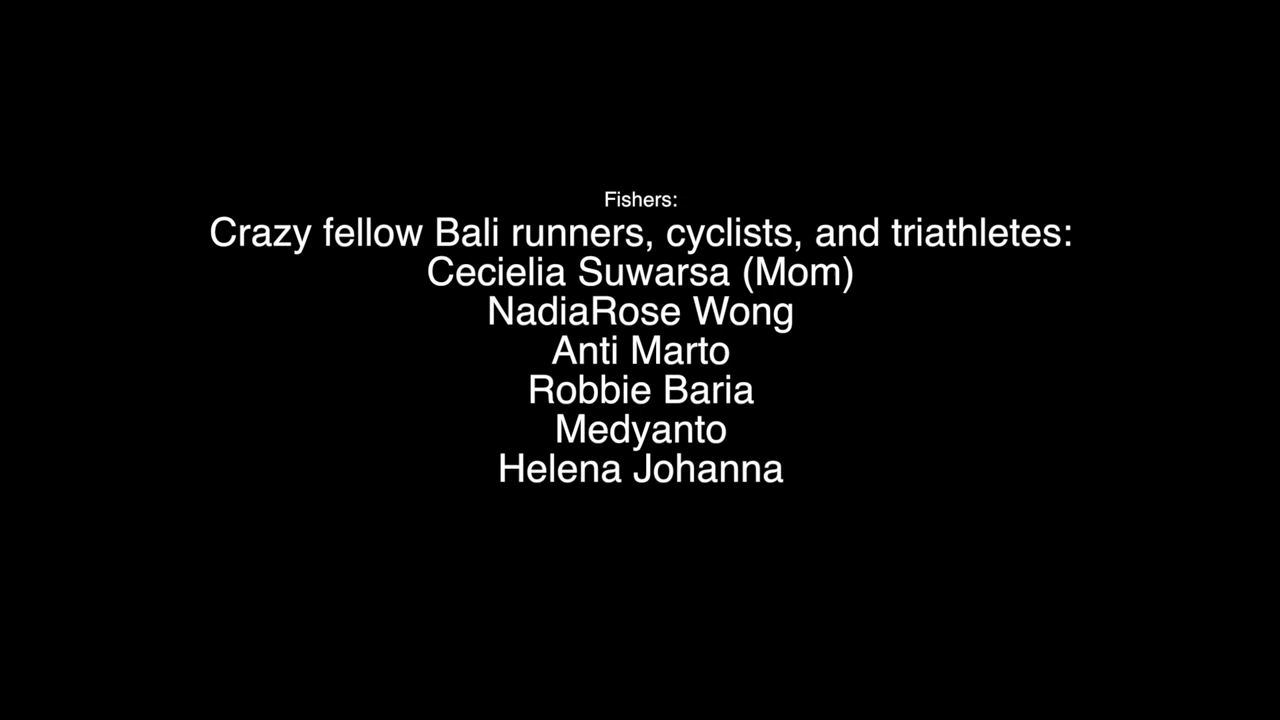 Fishers:
Crazy fellow Bali runners, cyclists, and triathletes:
Cecielia Suwarsa (Mom)
NadiaRose Wong
Anti Marto
Robbie Baria
Medyanto
Helena Johanna